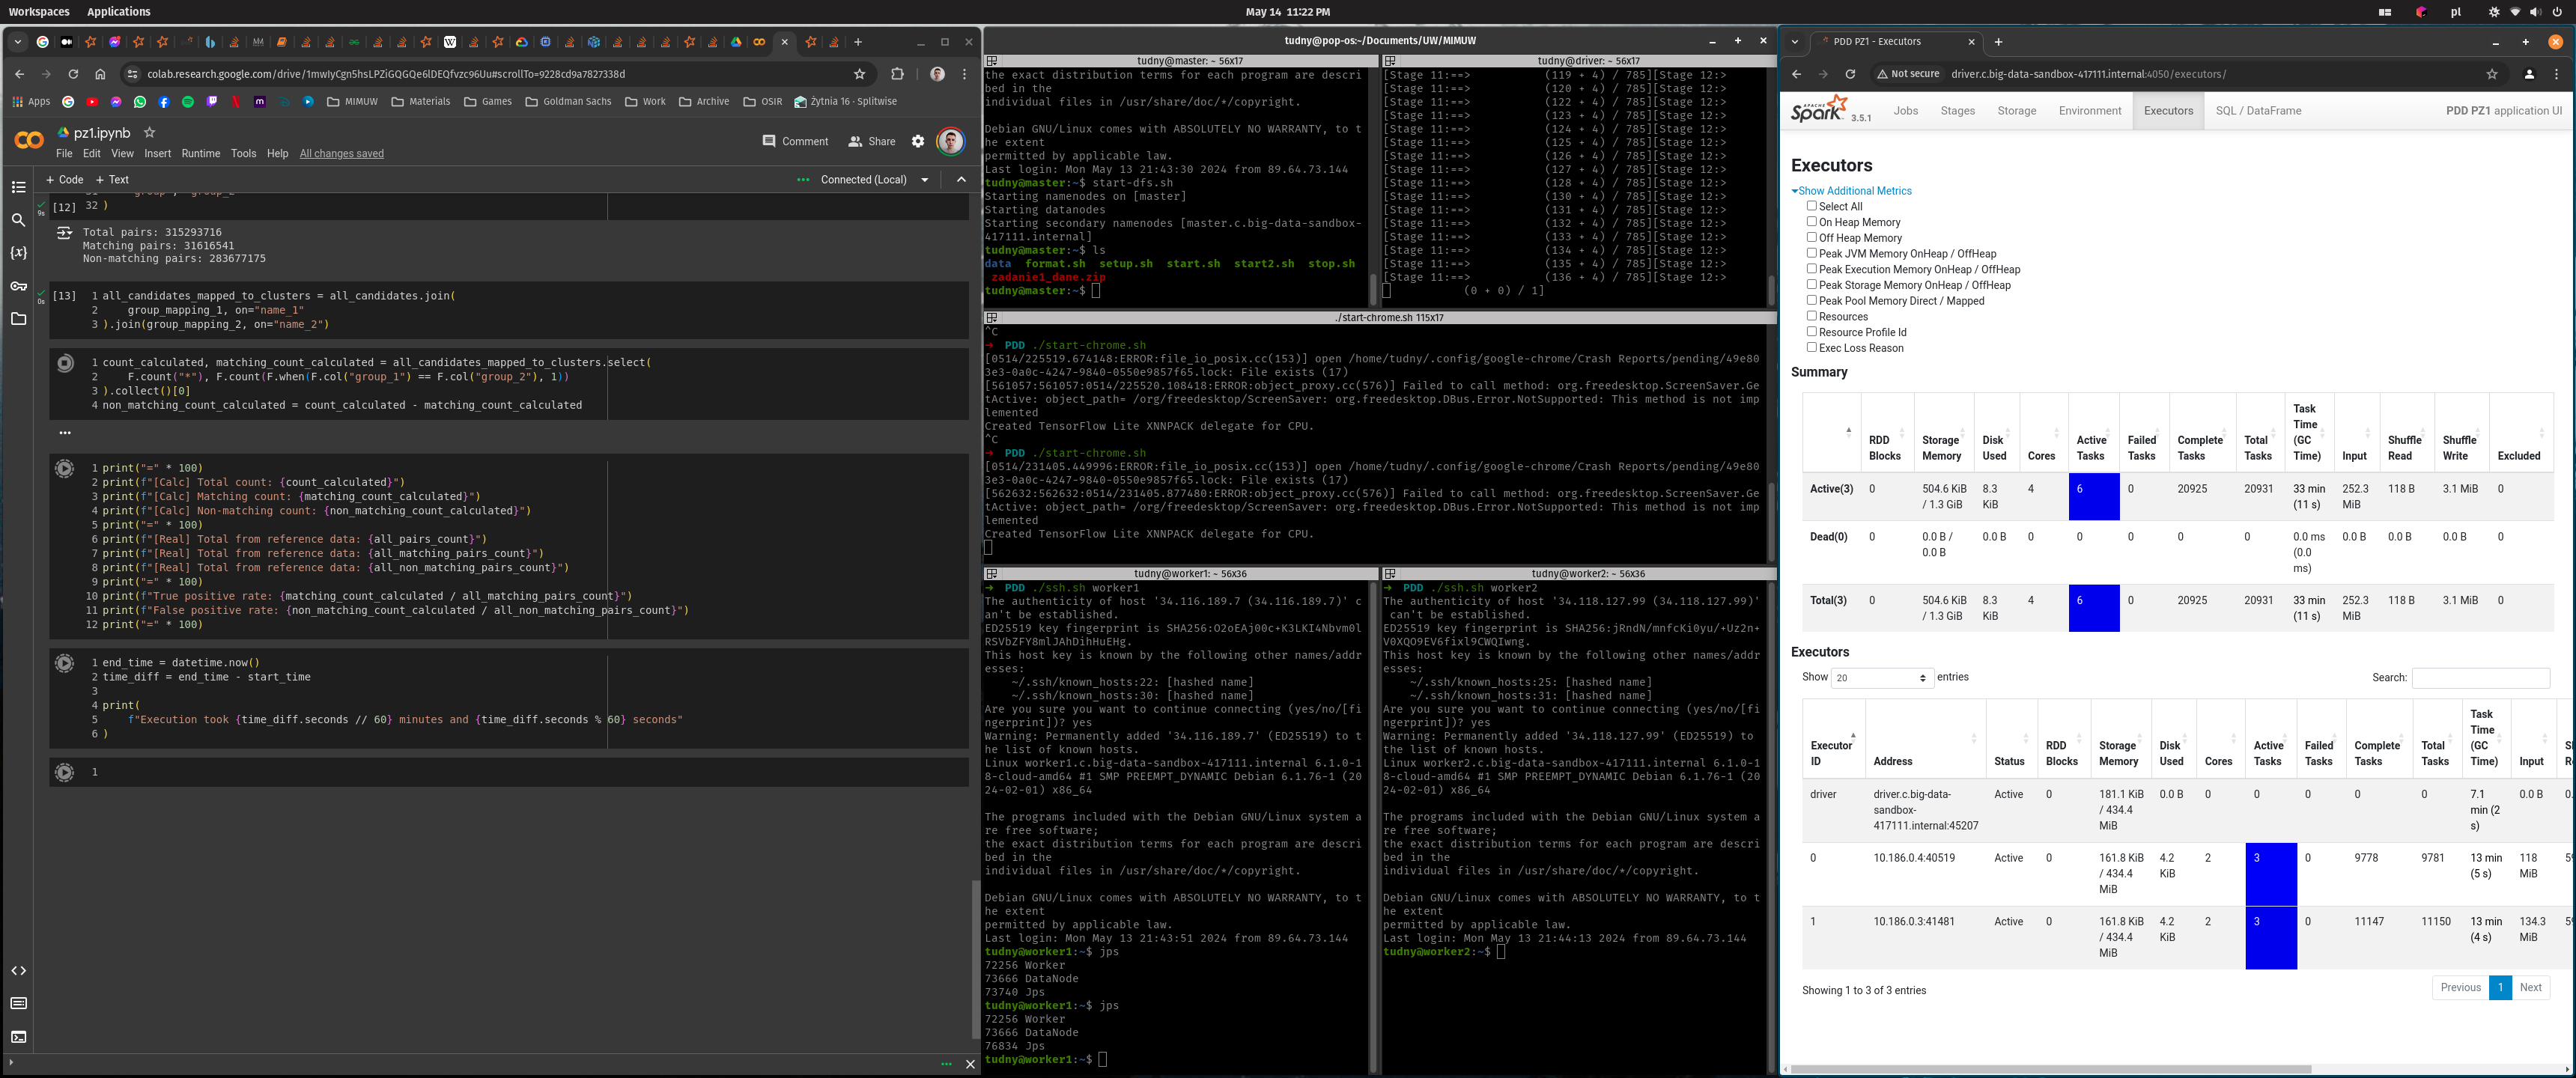 Workspaces Applications May 14 11:22 PM pl
colab.research.google.com/drive/1mwIyCgn5hsLPZiGQGQe6lDEQfvzc96Uu#scrollTo=9228cd9a7827338d
Apps MIMUW Materials Games Goldman Sachs Work Archive OSIR Żytnia 16 - Splitwise
pz1.ipynb
File Edit View Insert Runtime Tools Help All changes saved
Comment Share
+ Code + Text Connected (Local)
9s [12] 32 )
Total pairs: 315293716
Matching pairs: 31616541
Non-matching pairs: 283677175
0s [13] 1 all_candidates_mapped_to_clusters = all_candidates.join(
2 group_mapping_1, on="name_1"
3 ).join(group_mapping_2, on="name_2")
1 count_calculated, matching_count_calculated = all_candidates_mapped_to_clusters.select(
2 F.count("*"), F.count(F.when(F.col("group_1") == F.col("group_2"), 1))
3 ).collect()[0]
4 non_matching_count_calculated = count_calculated - matching_count_calculated
...
1 print("=" * 100)
2 print(f"[Calc] Total count: {count_calculated}")
3 print(f"[Calc] Matching count: {matching_count_calculated}")
4 print(f"[Calc] Non-matching count: {non_matching_count_calculated}")
5 print("=" * 100)
6 print(f"[Real] Total from reference data: {all_pairs_count}")
7 print(f"[Real] Total from reference data: {all_matching_pairs_count}")
8 print(f"[Real] Total from reference data: {all_non_matching_pairs_count}")
9 print("=" * 100)
10 print(f"True positive rate: {matching_count_calculated / all_matching_pairs_count}")
11 print(f"False positive rate: {non_matching_count_calculated / all_non_matching_pairs_count}")
12 print("=" * 100)
1 end_time = datetime.now()
2 time_diff = end_time - start_time
3
4 print(
5 f"Execution took {time_diff.seconds // 60} minutes and {time_diff.seconds % 60} seconds"
6 )
1
tudny@pop-os:~/Documents/UW/MIMUW
tudny@master: ~ 56x17
the exact distribution terms for each program are descri
bed in the
individual files in /usr/share/doc/*/copyright.
Debian GNU/Linux comes with ABSOLUTELY NO WARRANTY, to t
he extent
permitted by applicable law.
Last login: Mon May 13 21:43:30 2024 from 89.64.73.144
tudny@master:~$ start-dfs.sh
Starting namenodes on [master]
Starting datanodes
Starting secondary namenodes [master.c.big-data-sandbox-
417111.internal]
tudny@master:~$ ls
data format.sh setup.sh start.sh start2.sh stop.sh
zadanie1_dane.zip
tudny@master:~$
tudny@driver: ~ 56x17
[Stage 11:==> (119 + 4) / 785][Stage 12:>
[Stage 11:==> (120 + 4) / 785][Stage 12:>
[Stage 11:==> (122 + 4) / 785][Stage 12:>
[Stage 11:==> (123 + 4) / 785][Stage 12:>
[Stage 11:==> (124 + 4) / 785][Stage 12:>
[Stage 11:==> (125 + 4) / 785][Stage 12:>
[Stage 11:==> (126 + 4) / 785][Stage 12:>
[Stage 11:==> (127 + 4) / 785][Stage 12:>
[Stage 11:==> (128 + 4) / 785][Stage 12:>
[Stage 11:==> (130 + 4) / 785][Stage 12:>
[Stage 11:==> (131 + 4) / 785][Stage 12:>
[Stage 11:==> (132 + 4) / 785][Stage 12:>
[Stage 11:==> (133 + 4) / 785][Stage 12:>
[Stage 11:==> (134 + 4) / 785][Stage 12:>
[Stage 11:==> (135 + 4) / 785][Stage 12:>
[Stage 11:==> (136 + 4) / 785][Stage 12:>
(0 + 0) / 1]
./start-chrome.sh 115x17
^C
➜ PDD ./start-chrome.sh
[0514/225519.674148:ERROR:file_io_posix.cc(153)] open /home/tudny/.config/google-chrome/Crash Reports/pending/49e80
3e3-0a0c-4247-9840-0550e9857f65.lock: File exists (17)
[561057:561057:0514/225520.108418:ERROR:object_proxy.cc(576)] Failed to call method: org.freedesktop.ScreenSaver.Ge
tActive: object_path= /org/freedesktop/ScreenSaver: org.freedesktop.DBus.Error.NotSupported: This method is not imp
lemented
Created TensorFlow Lite XNNPACK delegate for CPU.
^C
➜ PDD ./start-chrome.sh
[0514/231405.449996:ERROR:file_io_posix.cc(153)] open /home/tudny/.config/google-chrome/Crash Reports/pending/49e80
3e3-0a0c-4247-9840-0550e9857f65.lock: File exists (17)
[562632:562632:0514/231405.877480:ERROR:object_proxy.cc(576)] Failed to call method: org.freedesktop.ScreenSaver.Ge
tActive: object_path= /org/freedesktop/ScreenSaver: org.freedesktop.DBus.Error.NotSupported: This method is not imp
lemented
Created TensorFlow Lite XNNPACK delegate for CPU.
tudny@worker1: ~ 56x36
➜ PDD ./ssh.sh worker1
The authenticity of host '34.116.189.7 (34.116.189.7)' c
an't be established.
ED25519 key fingerprint is SHA256:O2oEAj00c+K3LKI4Nbvm0l
RSVbZFY8mlJAhDihHuEHg.
This host key is known by the following other names/addr
esses:
~/.ssh/known_hosts:22: [hashed name]
~/.ssh/known_hosts:30: [hashed name]
Are you sure you want to continue connecting (yes/no/[fi
ngerprint])? yes
Warning: Permanently added '34.116.189.7' (ED25519) to t
he list of known hosts.
Linux worker1.c.big-data-sandbox-417111.internal 6.1.0-1
8-cloud-amd64 #1 SMP PREEMPT_DYNAMIC Debian 6.1.76-1 (20
24-02-01) x86_64
The programs included with the Debian GNU/Linux system a
re free software;
the exact distribution terms for each program are descri
bed in the
individual files in /usr/share/doc/*/copyright.
Debian GNU/Linux comes with ABSOLUTELY NO WARRANTY, to t
he extent
permitted by applicable law.
Last login: Mon May 13 21:43:51 2024 from 89.64.73.144
tudny@worker1:~$ jps
72256 Worker
73666 DataNode
73740 Jps
tudny@worker1:~$ jps
72256 Worker
73666 DataNode
76834 Jps
tudny@worker1:~$
tudny@worker2: ~ 56x36
➜ PDD ./ssh.sh worker2
The authenticity of host '34.118.127.99 (34.118.127.99)'
can't be established.
ED25519 key fingerprint is SHA256:jRndN/mnfcKi0yu/+Uz2n+
V0XQO9EV6fixl9CWQIwng.
This host key is known by the following other names/addr
esses:
~/.ssh/known_hosts:25: [hashed name]
~/.ssh/known_hosts:31: [hashed name]
Are you sure you want to continue connecting (yes/no/[fi
ngerprint])? yes
Warning: Permanently added '34.118.127.99' (ED25519) to
the list of known hosts.
Linux worker2.c.big-data-sandbox-417111.internal 6.1.0-1
8-cloud-amd64 #1 SMP PREEMPT_DYNAMIC Debian 6.1.76-1 (20
24-02-01) x86_64
The programs included with the Debian GNU/Linux system a
re free software;
the exact distribution terms for each program are descri
bed in the
individual files in /usr/share/doc/*/copyright.
Debian GNU/Linux comes with ABSOLUTELY NO WARRANTY, to t
he extent
permitted by applicable law.
Last login: Mon May 13 21:44:13 2024 from 89.64.73.144
tudny@worker2:~$
PDD PZ1 - Executors
Not secure driver.c.big-data-sandbox-417111.internal:4050/executors/
APACHE Spark 3.5.1 Jobs Stages Storage Environment Executors SQL / DataFrame PDD PZ1 application UI
Executors
Show Additional Metrics
Select All
On Heap Memory
Off Heap Memory
Peak JVM Memory OnHeap / OffHeap
Peak Execution Memory OnHeap / OffHeap
Peak Storage Memory OnHeap / OffHeap
Peak Pool Memory Direct / Mapped
Resources
Resource Profile Id
Exec Loss Reason
Summary
RDD Blocks Storage Memory Disk Used Cores Active Tasks Failed Tasks Complete Tasks Total Tasks Task Time (GC Time) Input Shuffle Read Shuffle Write Excluded
Active(3) 0 504.6 KiB / 1.3 GiB 8.3 KiB 4 6 0 20925 20931 33 min (11 s) 252.3 MiB 118 B 3.1 MiB 0
Dead(0) 0 0.0 B / 0.0 B 0.0 B 0 0 0 0 0 0.0 ms (0.0 ms) 0.0 B 0.0 B 0.0 B 0
Total(3) 0 504.6 KiB / 1.3 GiB 8.3 KiB 4 6 0 20925 20931 33 min (11 s) 252.3 MiB 118 B 3.1 MiB 0
Executors
Show 20 entries Search:
Executor ID Address Status RDD Blocks Storage Memory Disk Used Cores Active Tasks Failed Tasks Complete Tasks Total Tasks Task Time (GC Time) Input
driver driver.c.big-data-sandbox-417111.internal:45207 Active 0 181.1 KiB / 434.4 MiB 0.0 B 0 0 0 0 0 7.1 min (2 s) 0.0 B
0 10.186.0.4:40519 Active 0 161.8 KiB / 434.4 MiB 4.2 KiB 2 3 0 9778 9781 13 min (5 s) 118 MiB
1 10.186.0.3:41481 Active 0 161.8 KiB / 434.4 MiB 4.2 KiB 2 3 0 11147 11150 13 min (4 s) 134.3 MiB
Showing 1 to 3 of 3 entries Previous 1 Next